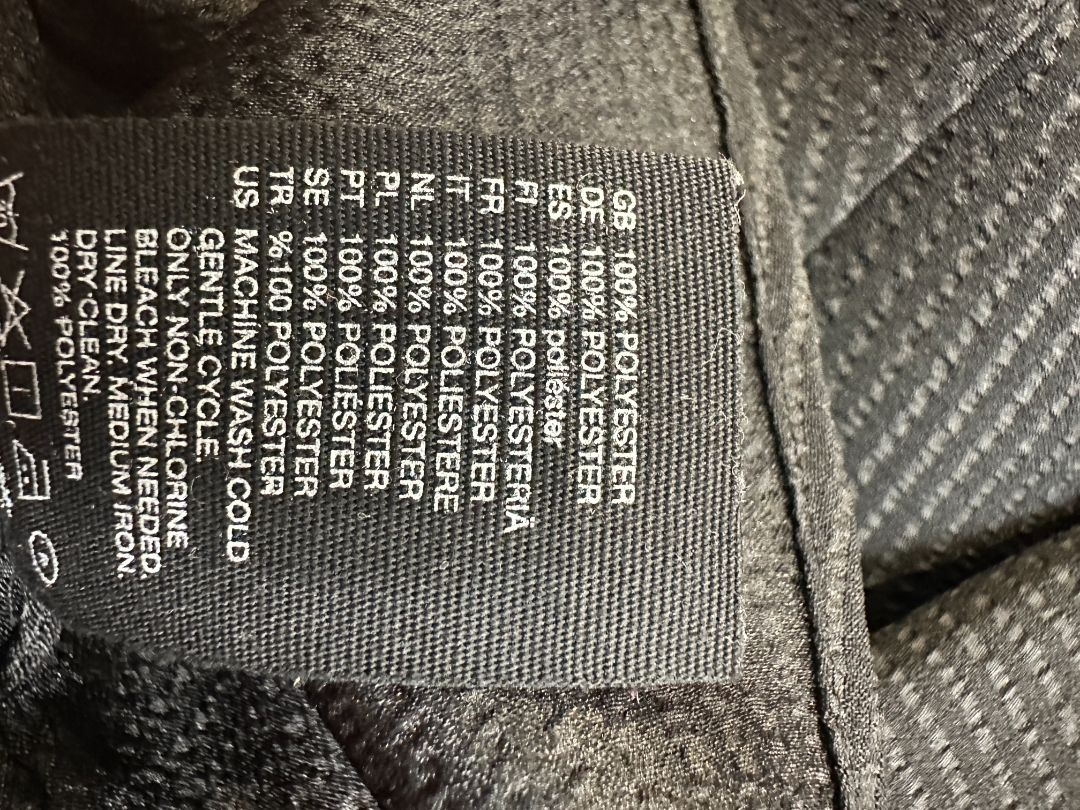 GB 100% POLYESTER
DE 100% POLYESTER
ES 100% poliéster
FI 100% POLYESTERIÄ
FR 100% POLYESTER
IT 100% POLIESTERE
NL 100% POLYESTER
PL 100% POLIESTER
PT 100% POLIÉSTER
SE 100% POLYESTER
TR %100 POLYESTER
US MACHINE WASH COLD
GENTLE CYCLE.
ONLY NON-CHLORINE
BLEACH WHEN NEEDED.
LINE DRY. MEDIUM IRON.
DRY-CLEAN.
100% POLYESTER